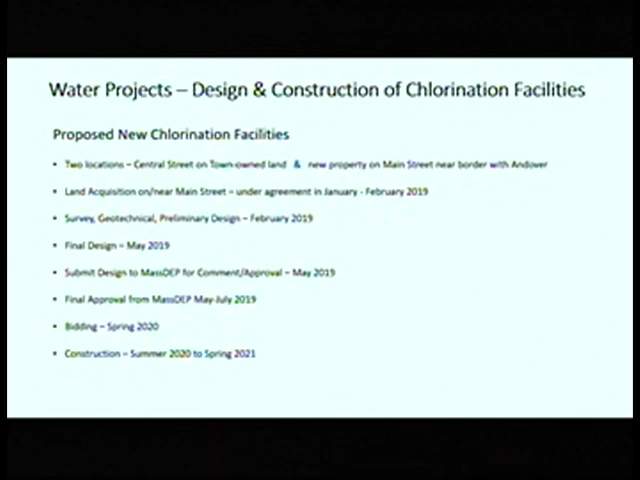 Water Projects – Design & Construction of Chlorination Facilities
Proposed New Chlorination Facilities
• Two locations – Central Street on Town-owned land & new property on Main Street near border with Andover
• Land Acquisition on/near Main Street – under agreement in January - February 2019
• Survey, Geotechnical, Preliminary Design – February 2019
• Final Design – May 2019
• Submit Design to MassDEP for Comment/Approval – May 2019
• Final Approval from MassDEP May-July 2019
• Bidding – Spring 2020
• Construction – Summer 2020 to Spring 2021